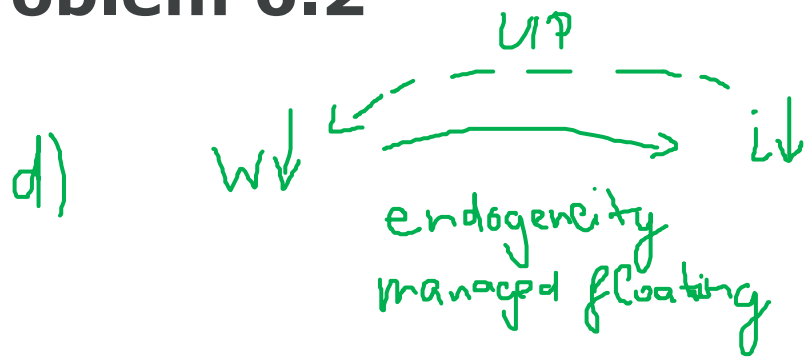 oblem 6.2
UIP
d) w↓ i↓
endogeneity
managed floating